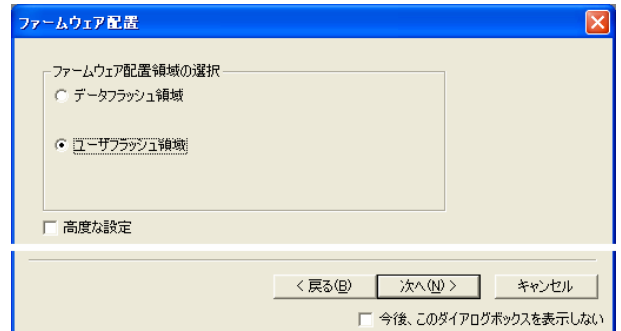 ファームウェア配置
ファームウェア配置領域の選択
データフラッシュ領域
ユーザフラッシュ領域
高度な設定
< 戻る(B)
次へ(N) >
キャンセル
今後、このダイアログボックスを表示しない